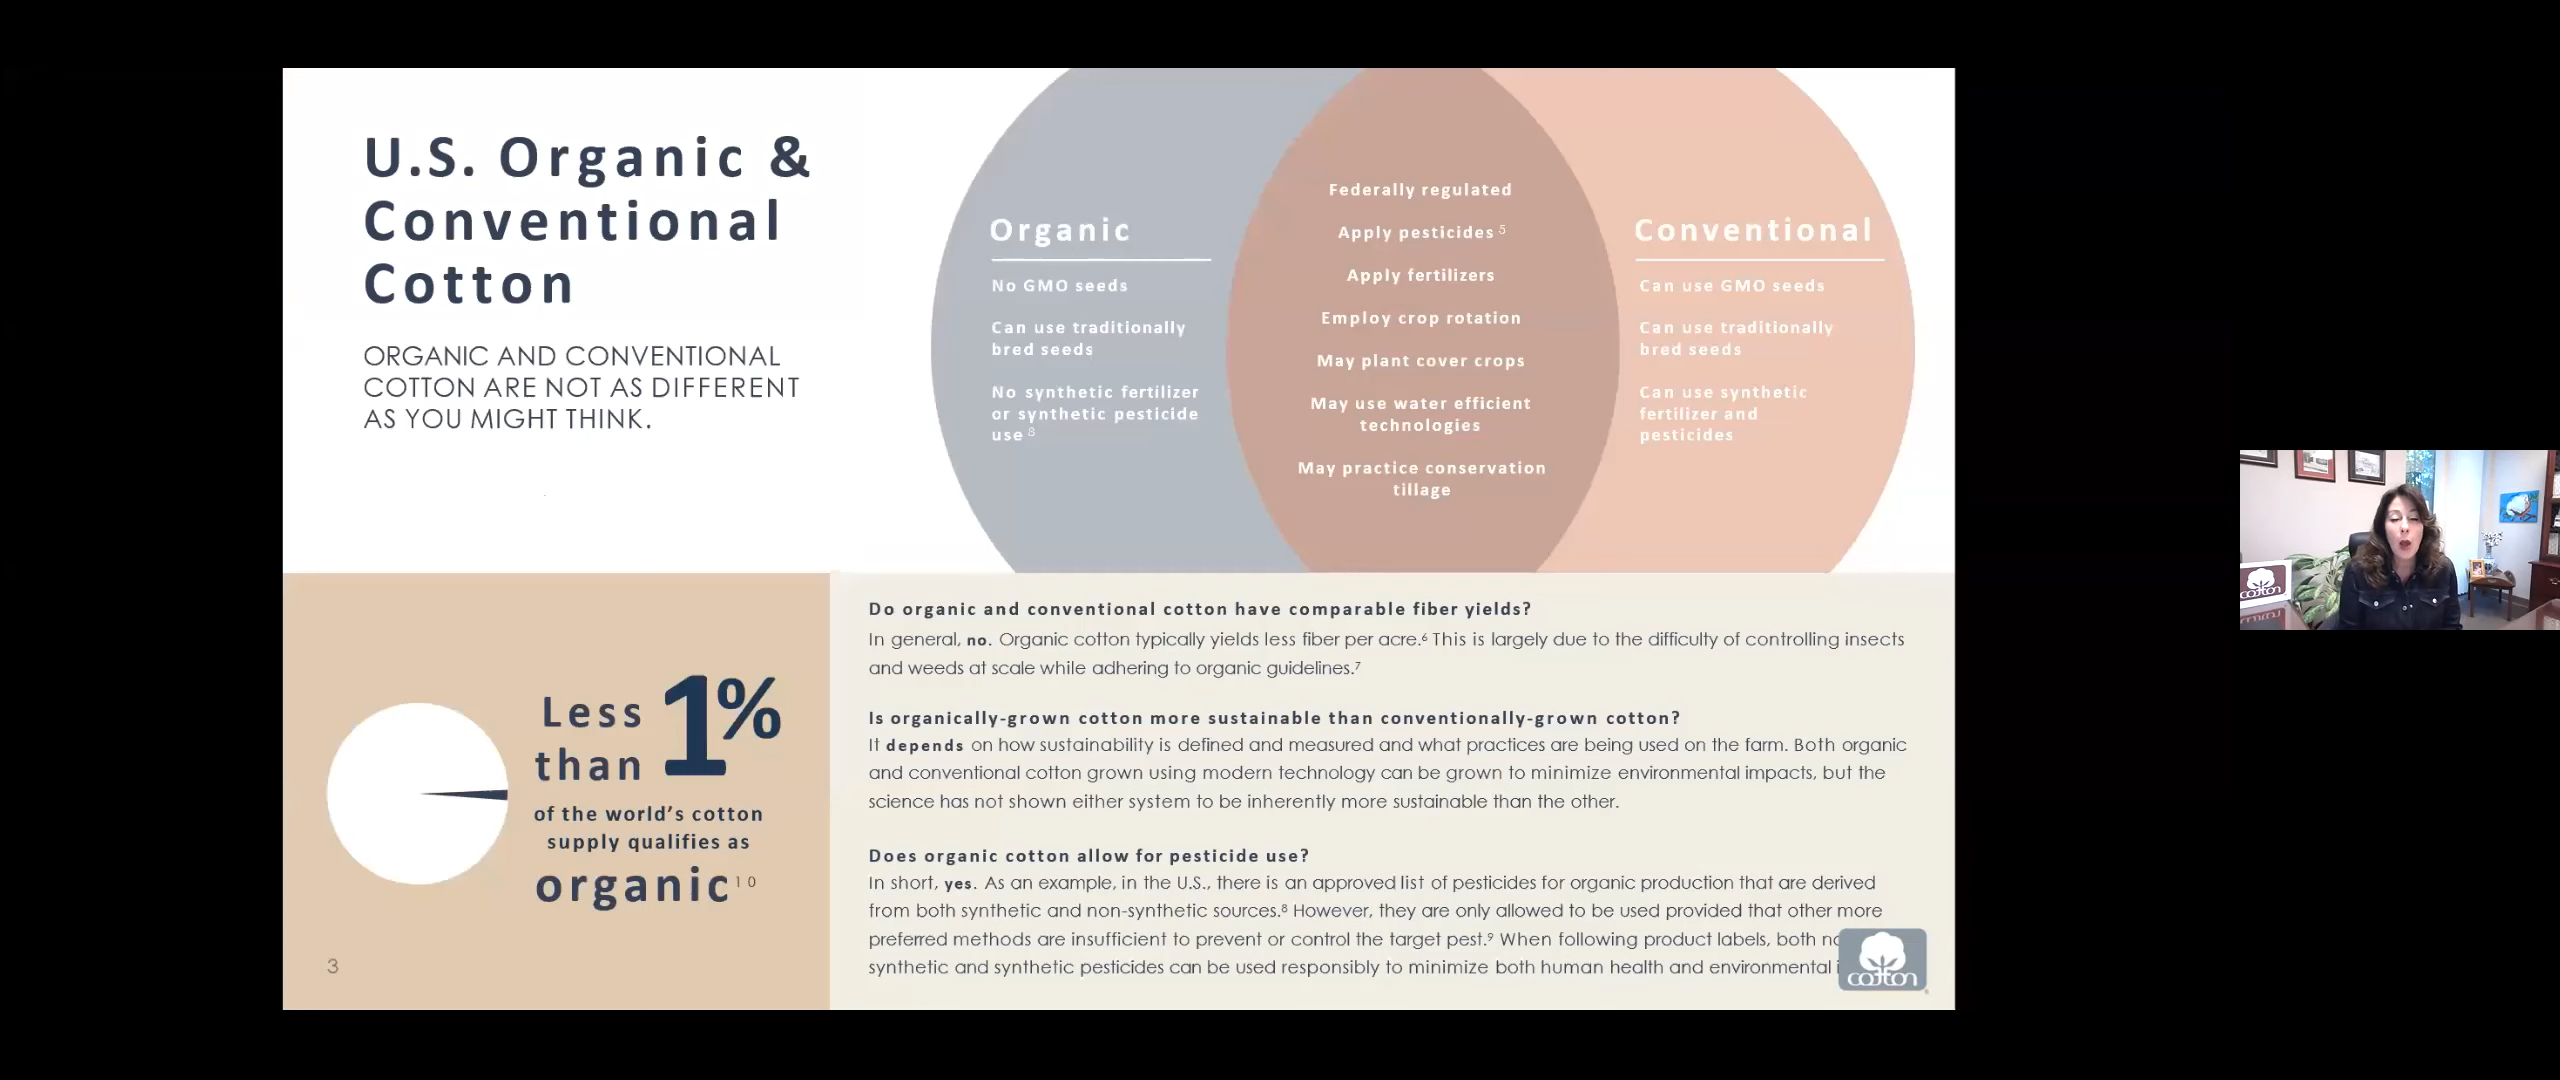 U.S. Organic &
Conventional
Cotton
ORGANIC AND CONVENTIONAL
COTTON ARE NOT AS DIFFERENT
AS YOU MIGHT THINK.
Organic
No GMO seeds
Can use traditionally
bred seeds
No synthetic fertilizer
or synthetic pesticide
use 8
Federally regulated
Apply pesticides 5
Apply fertilizers
Employ crop rotation
May plant cover crops
May use water efficient
technologies
May practice conservation
tillage
Conventional
Can use GMO seeds
Can use traditionally
bred seeds
Can use synthetic
fertilizer and
pesticides
Less
than
1%
of the world's cotton
supply qualifies as
organic 10
3
Do organic and conventional cotton have comparable fiber yields?
In general, no. Organic cotton typically yields less fiber per acre.6 This is largely due to the difficulty of controlling insects
and weeds at scale while adhering to organic guidelines.7
Is organically-grown cotton more sustainable than conventionally-grown cotton?
It depends on how sustainability is defined and measured and what practices are being used on the farm. Both organic
and conventional cotton grown using modern technology can be grown to minimize environmental impacts, but the
science has not shown either system to be inherently more sustainable than the other.
Does organic cotton allow for pesticide use?
In short, yes. As an example, in the U.S., there is an approved list of pesticides for organic production that are derived
from both synthetic and non-synthetic sources.8 However, they are only allowed to be used provided that other more
preferred methods are insufficient to prevent or control the target pest.9 When following product labels, both
synthetic and synthetic pesticides can be used responsibly to minimize both human health and environmental
cotton
cotton